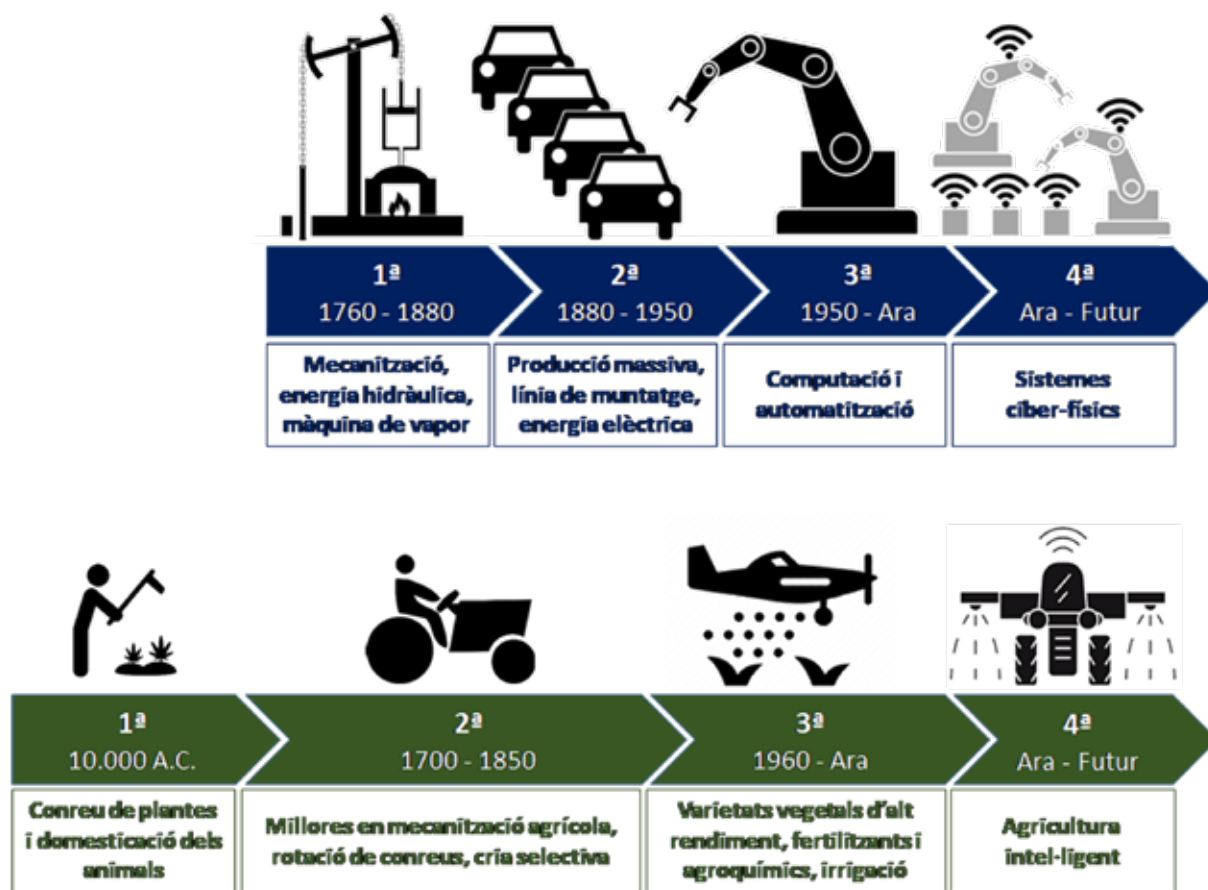 1ª
1760 - 1880
2ª
1880 - 1950
3ª
1950 - Ara
4ª
Ara - Futur
Mecanització,
energia hidràulica,
màquina de vapor
Producció massiva,
línia de muntatge,
energia elèctrica
Computació i
automatització
Sistemes
ciber-físics
1ª
10.000 A.C.
2ª
1700 - 1850
3ª
1960 - Ara
4ª
Ara - Futur
Conreu de plantes
i domesticació dels
animals
Millores en mecanització agrícola,
rotació de conreus, cria selectiva
Varietats vegetals d'alt
rendiment, fertilitzants i
agroquímics, irrigació
Agricultura
intel-ligent